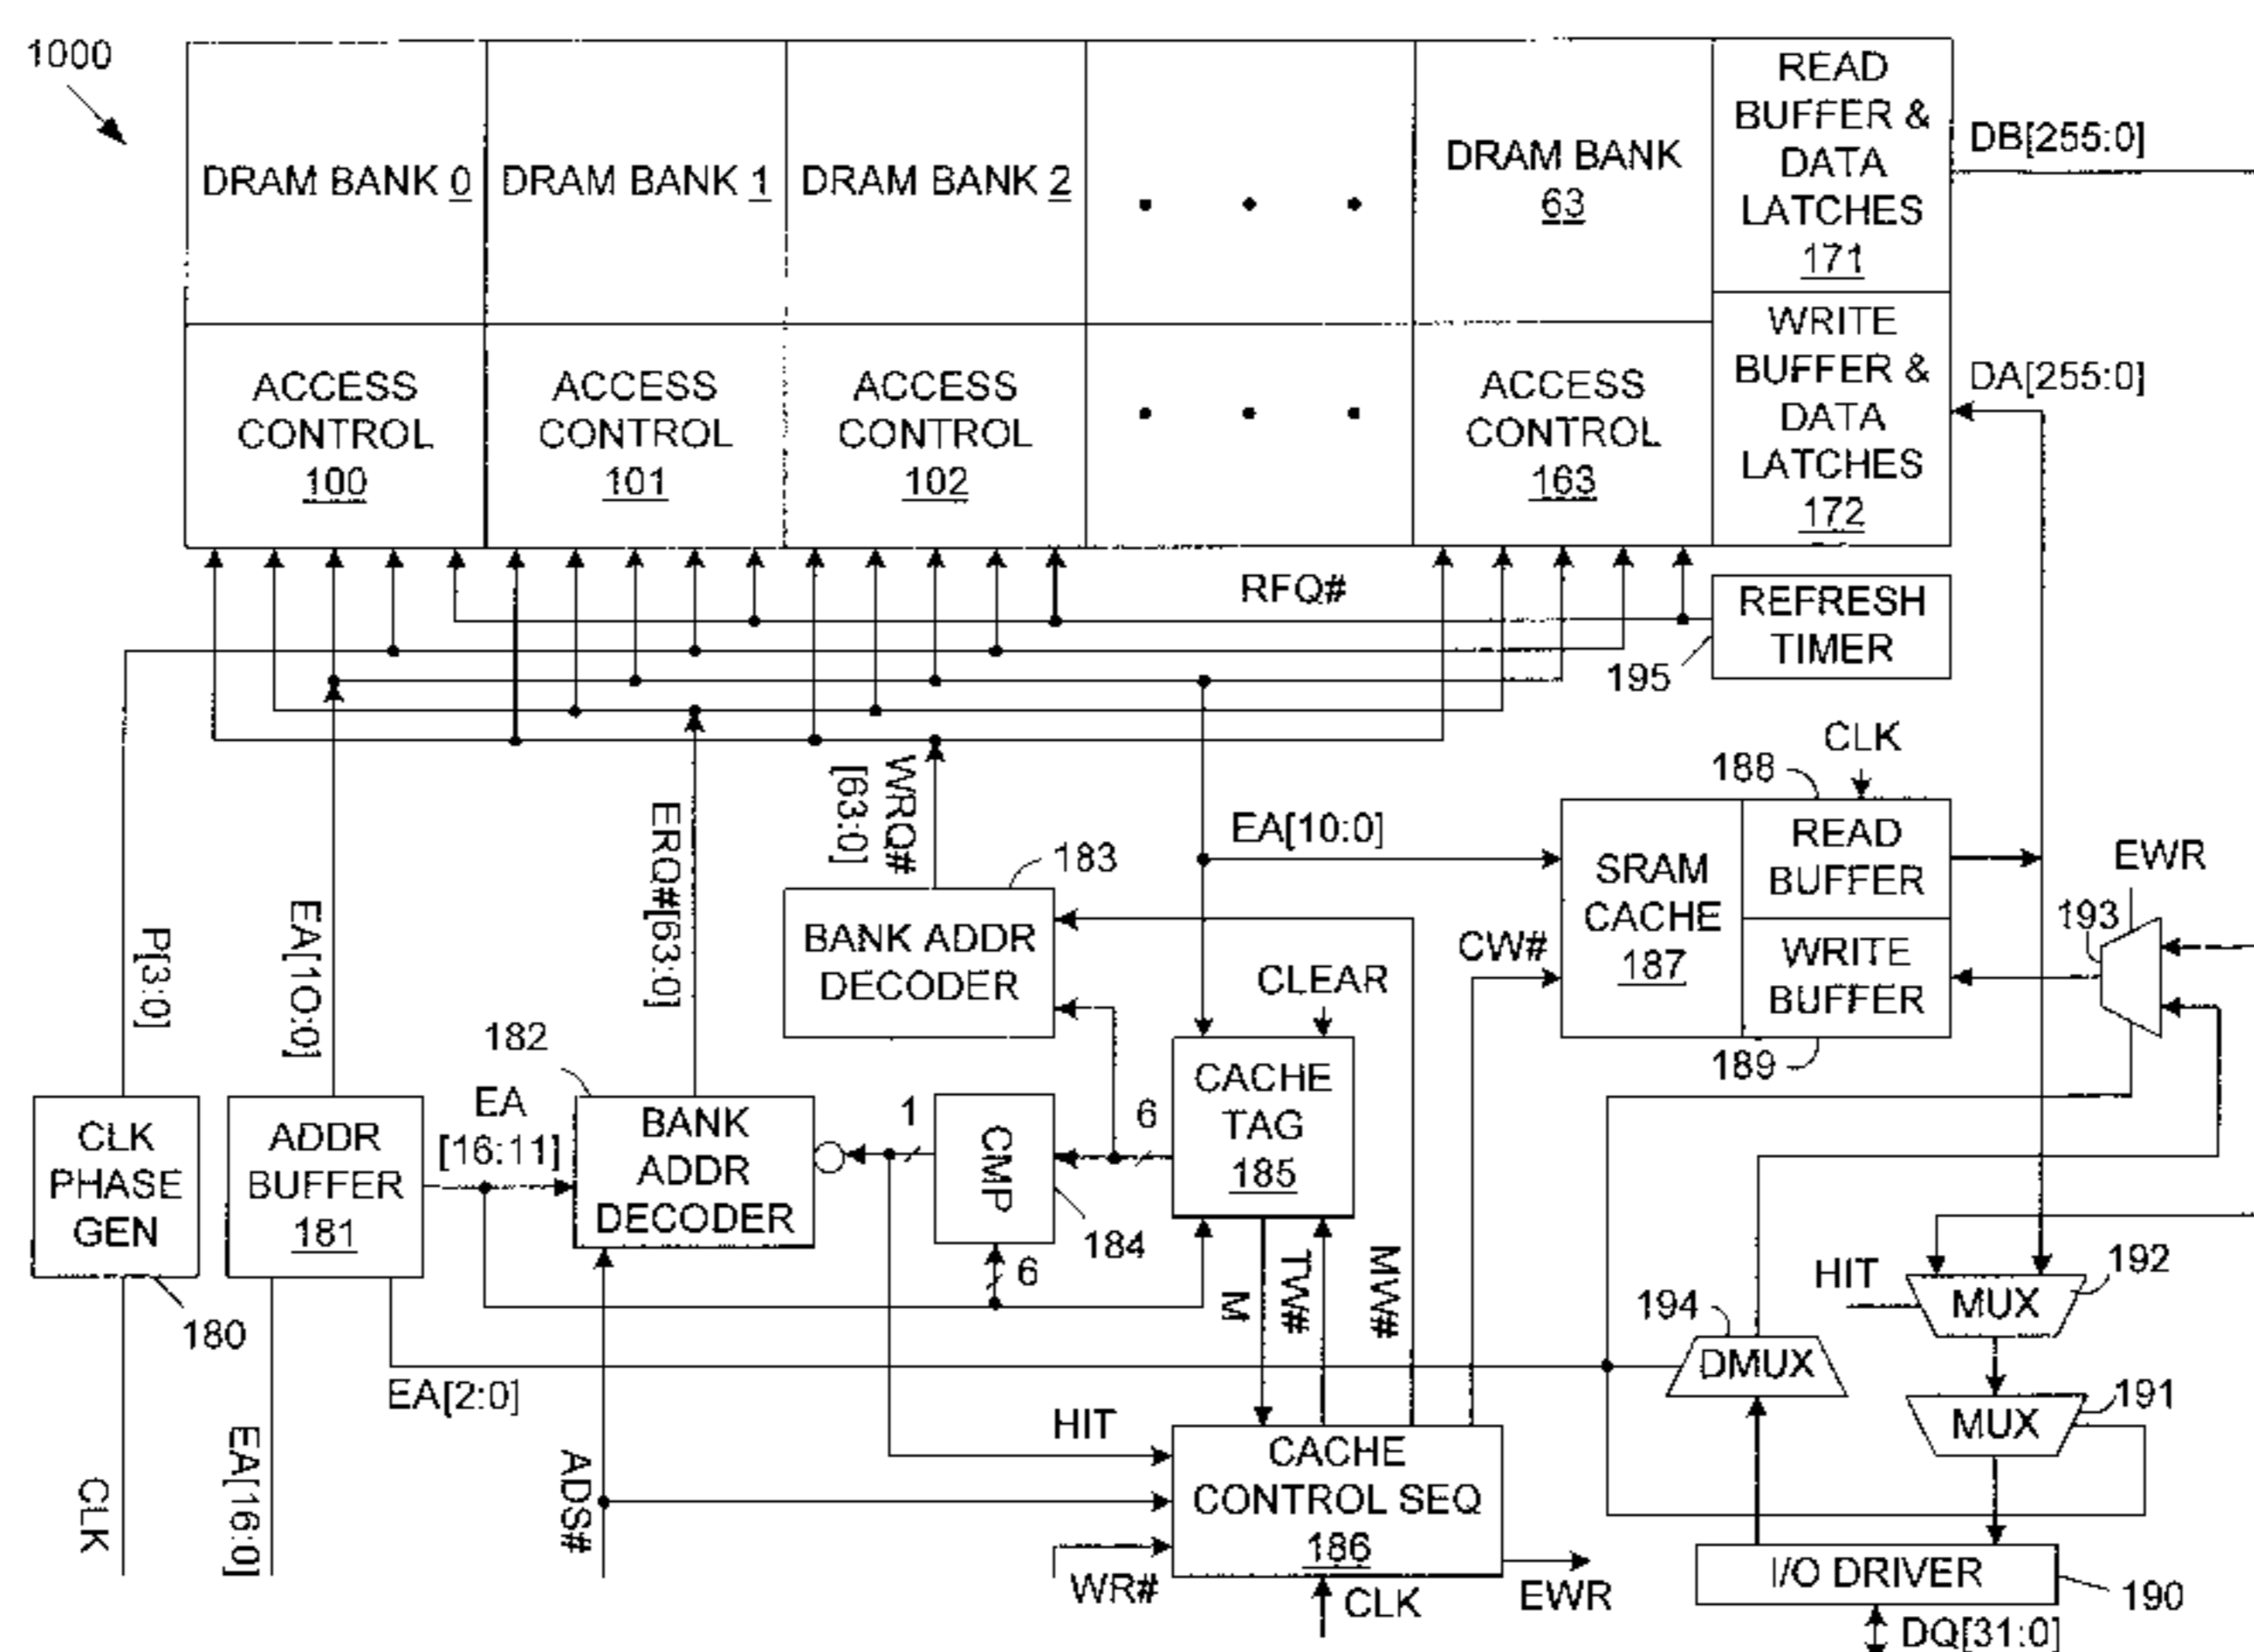 1000
DRAM BANK 0
DRAM BANK 1
DRAM BANK 2
DRAM BANK
63
READ
BUFFER &
DATA
LATCHES
171
DB[255:0]
ACCESS
CONTROL
100
ACCESS
CONTROL
101
ACCESS
CONTROL
102
ACCESS
CONTROL
163
WRITE
BUFFER &
DATA
LATCHES
172
DA[255:0]
RFQ#
REFRESH
TIMER
195
WRQ#
[63:0]
ERQ#[63:0]
EA[10:0]
P[3:0]
183
BANK ADDR
DECODER
EA[10:0]
CW#
CLEAR
CLK
188
SRAM
CACHE
187
READ
BUFFER
WRITE
BUFFER
189
EWR
193
CLK
PHASE
GEN
180
ADDR
BUFFER
181
EA
[16:11]
182
BANK
ADDR
DECODER
1
CMP
184
6
6
CACHE
TAG
185
M
TW#
MW#
HIT
MUX
192
194
DMUX
MUX
191
EA[2:0]
CLK
EA[16:0]
ADS#
HIT
CACHE
CONTROL SEQ
186
WR#
CLK
EWR
I/O DRIVER
190
DQ[31:0]